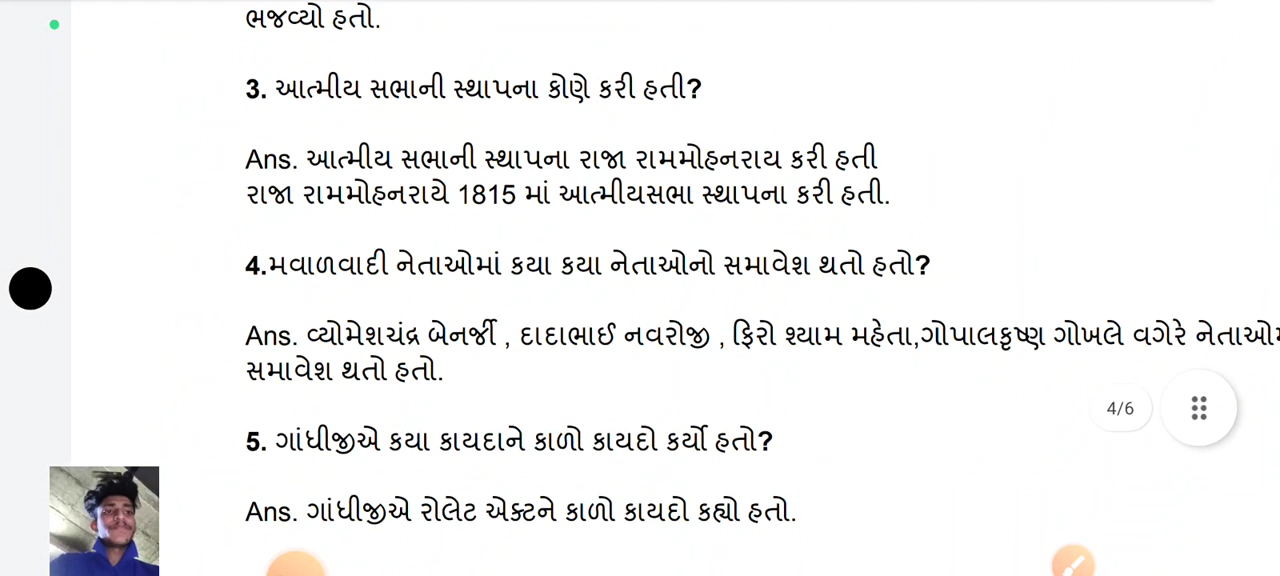 ભજવ્યો હતો.
3. આત્મીય સભાની સ્થાપના કોણે કરી હતી?
Ans. આત્મીય સભાની સ્થાપના રાજા રામમોહનરાય કરી હતી
રાજા રામમોહનરાયે 1815 માં આત્મીયસભા સ્થાપના કરી હતી.
4.મવાળવાદી નેતાઓમાં કયા કયા નેતાઓનો સમાવેશ થતો હતો?
Ans. વ્યોમેશચંદ્ર બેનર્જી , દાદાભાઈ નવરોજી , ફિરો શ્યામ મહેતા,ગોપાલકૃષ્ણ ગોખલે વગેરે
સમાવેશ થતો હતો.
4/6
5. ગાંધીજીએ કયા કાયદાને કાળો કાયદો કર્યો હતો?
Ans. ગાંધીજીએ રોલેટ એક્ટને કાળો કાયદો કહ્યો હતો.